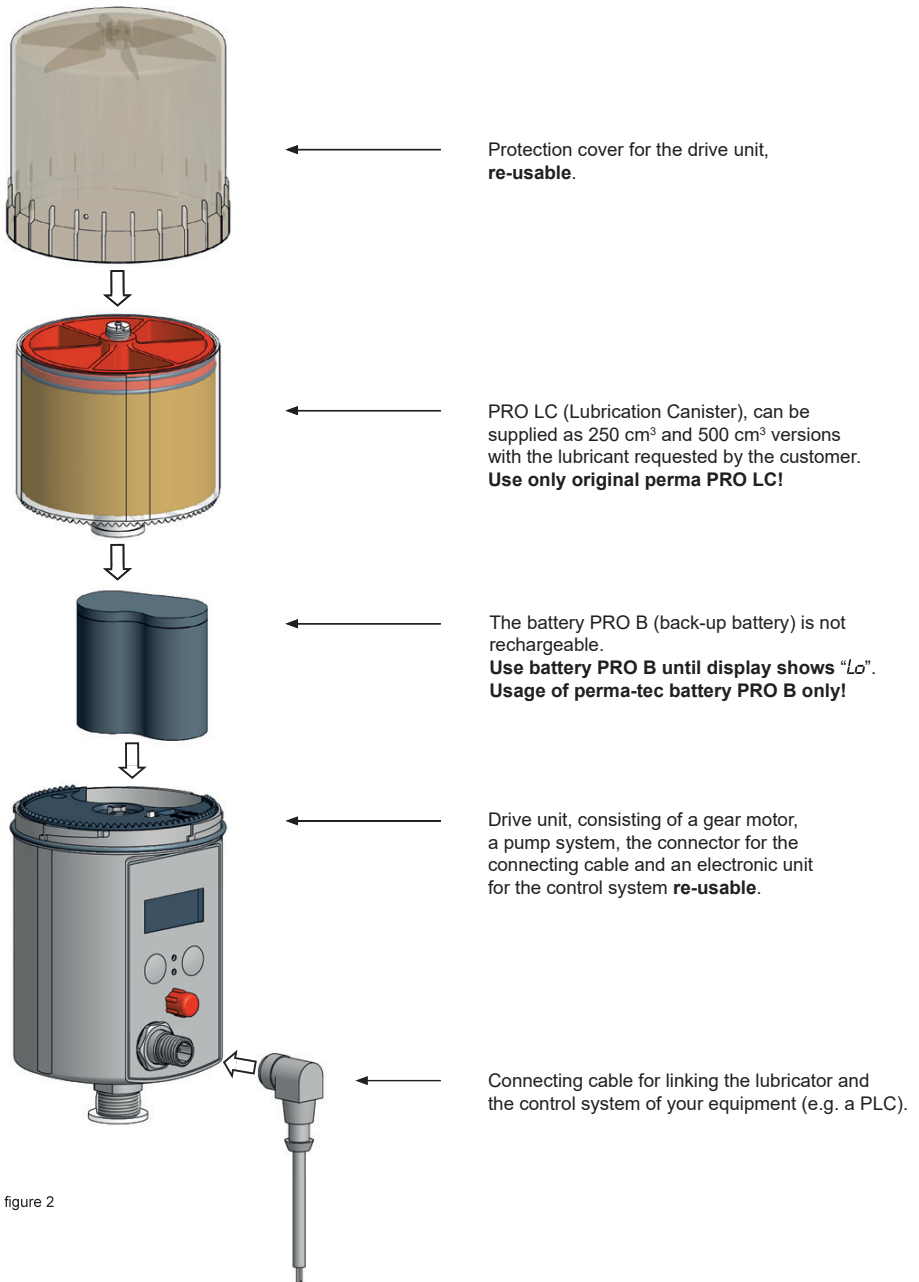 Protection cover for the drive unit,
re-usable.
PRO LC (Lubrication Canister), can be
supplied as 250 cm³ and 500 cm³ versions
with the lubricant requested by the customer.
Use only original perma PRO LC!
The battery PRO B (back-up battery) is not
rechargeable.
Use battery PRO B until display shows “Lo”.
Usage of perma-tec battery PRO B only!
Drive unit, consisting of a gear motor,
a pump system, the connector for the
connecting cable and an electronic unit
for the control system re-usable.
Connecting cable for linking the lubricator and
the control system of your equipment (e.g. a PLC).
figure 2